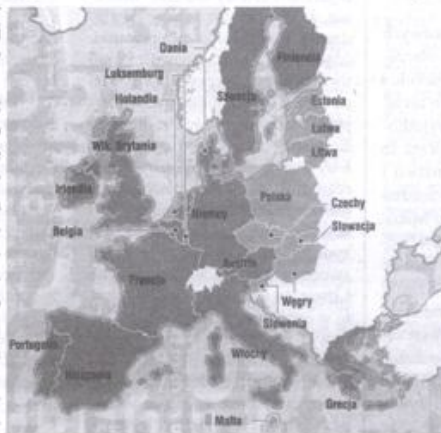 Dania
Luksemburg
Finlandia
Holandia
Szwecja
Estonia
Łotwa
Litwa
Wlk. Brytania
Irlandia
Polska
Czechy
Niemcy
Słowacja
Belgia
Austria
Francja
Węgry
Słowenia
Portugalia
Hiszpania
Włochy
Grecja
Malta